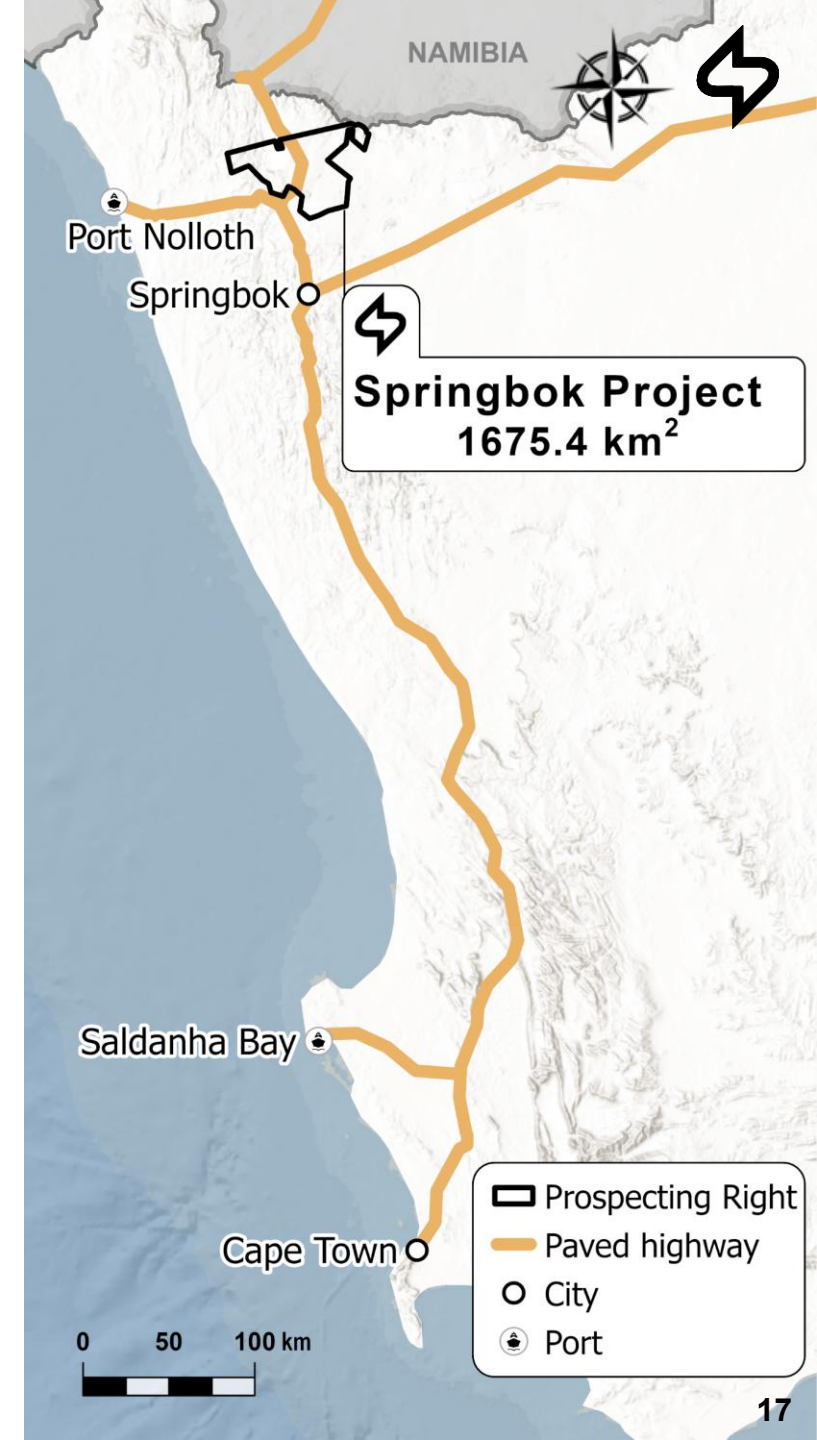 NAMIBIA
Port Nolloth
Springbok
Springbok Project
1675.4 km²
Saldanha Bay
Cape Town
Prospecting Right
Paved highway
City
Port
0 50 100 km
17